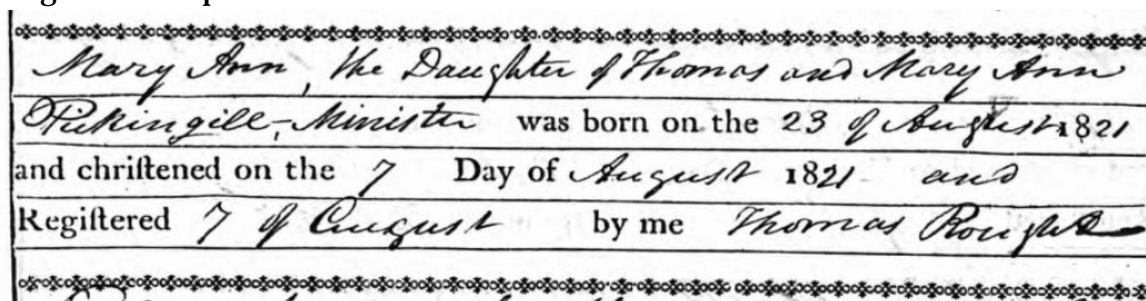 Mary Ann, the Daughter of Thomas and Mary Ann
Pickingill, Minister was born on the 23 of August 1821
and chriſtened on the 7 Day of August 1821 and
Regiſtered 7 of August by me Thomas